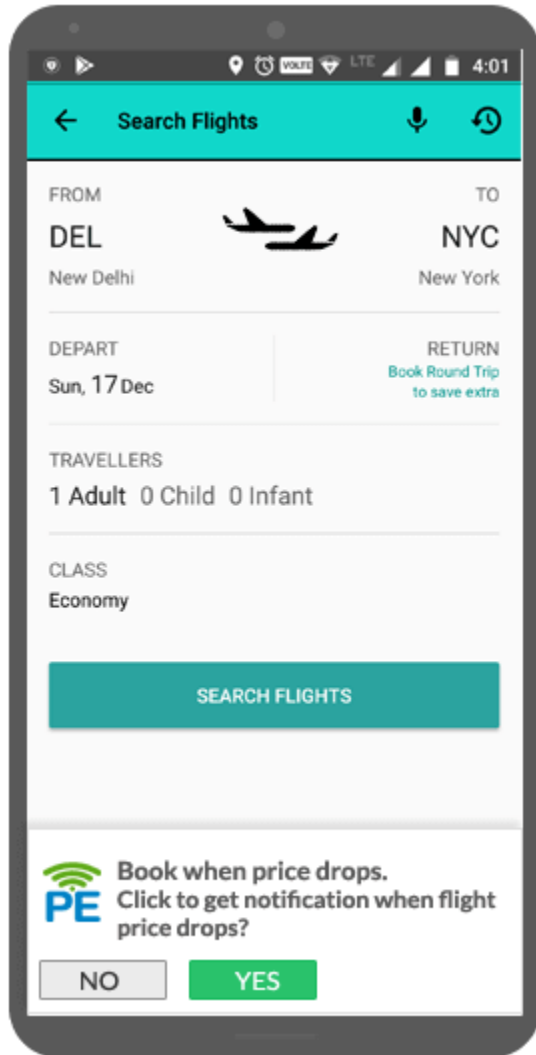 VOLTE LTE 4:01
Search Flights
FROM TO
DEL NYC
New Delhi New York
DEPART RETURN
Sun, 17 Dec Book Round Trip
to save extra
TRAVELLERS
1 Adult 0 Child 0 Infant
CLASS
Economy
SEARCH FLIGHTS
PE
Book when price drops.
Click to get notification when flight
price drops?
NO YES